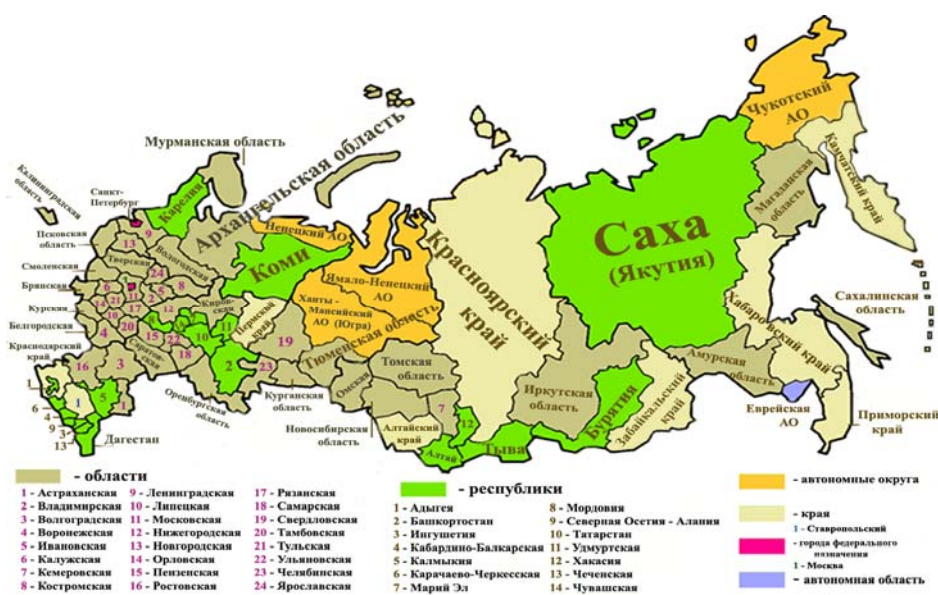 Мурманская область
Архангельская область
Калининградская область
Санкт-Петербург
Карелия
Псковская область
Смоленская
Брянская
Курская
Белгородская
Краснодарский край
Тверская
Вологодская
Ненецкий АО
Коми
Киров-
ская
Пермский
край
Ямало-Ненецкий
АО
Ханты -
Мансийский
АО (Югра)
Тюменская область
Саратов-
ская
Оренбургская
область
Курганская
область
Омская
Томская
область
Новосибирская
область
Алтайский
край
Алтай
Тыва
Красноярский
край
Иркутская
область
Бурятия
Забайкальский
край
Саха
(Якутия)
Чукотский
АО
Камчатский край
Магаданская
область
Хабаровский край
Сахалинская
область
Амурская
область
Еврейская
АО
Приморский
край
Дагестан
- области
1 - Астраханская
2 - Владимирская
3 - Волгоградская
4 - Воронежская
5 - Ивановская
6 - Калужская
7 - Кемеровская
8 - Костромская
9 - Ленинградская
10 - Липецкая
11 - Московская
12 - Нижегородская
13 - Новгородская
14 - Орловская
15 - Пензенская
16 - Ростовская
17 - Рязанская
18 - Самарская
19 - Свердловская
20 - Тамбовская
21 - Тульская
22 - Ульяновская
23 - Челябинская
24 - Ярославская
- республики
1 - Адыгея
2 - Башкортостан
3 - Ингушетия
4 - Кабардино-Балкарская
5 - Калмыкия
6 - Карачаево-Черкесская
7 - Марий Эл
8 - Мордовия
9 - Северная Осетия - Алания
10 - Татарстан
11 - Удмуртская
12 - Хакасия
13 - Чеченская
14 - Чувашская
- автономные округа
- края
1 - Ставропольский
- города федерального
назначения
1 - Москва
- автономная область